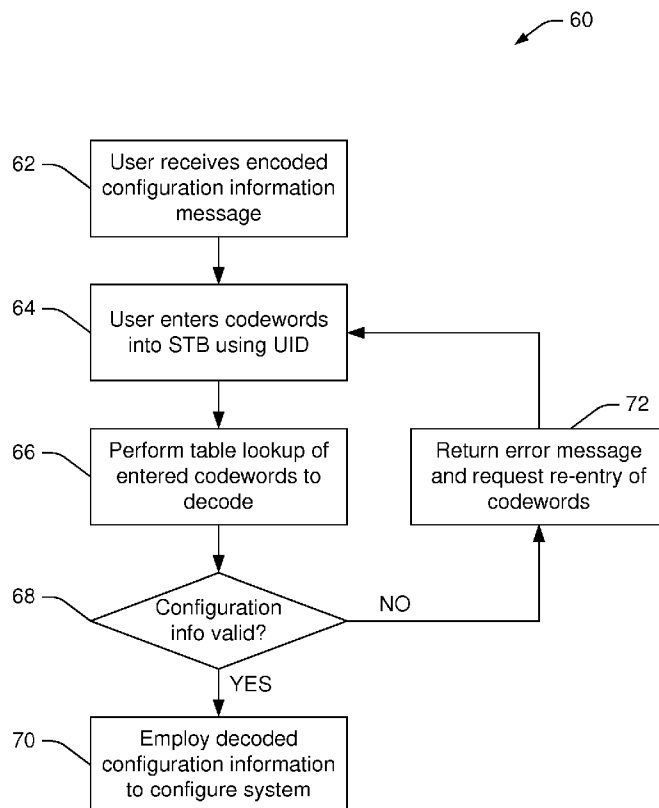 60
62
User receives encoded
configuration information
message
64
User enters codewords
into STB using UID
66
Perform table lookup of
entered codewords to
decode
72
Return error message
and request re-entry of
codewords
68
Configuration
info valid?
NO
YES
70
Employ decoded
configuration information
to configure system